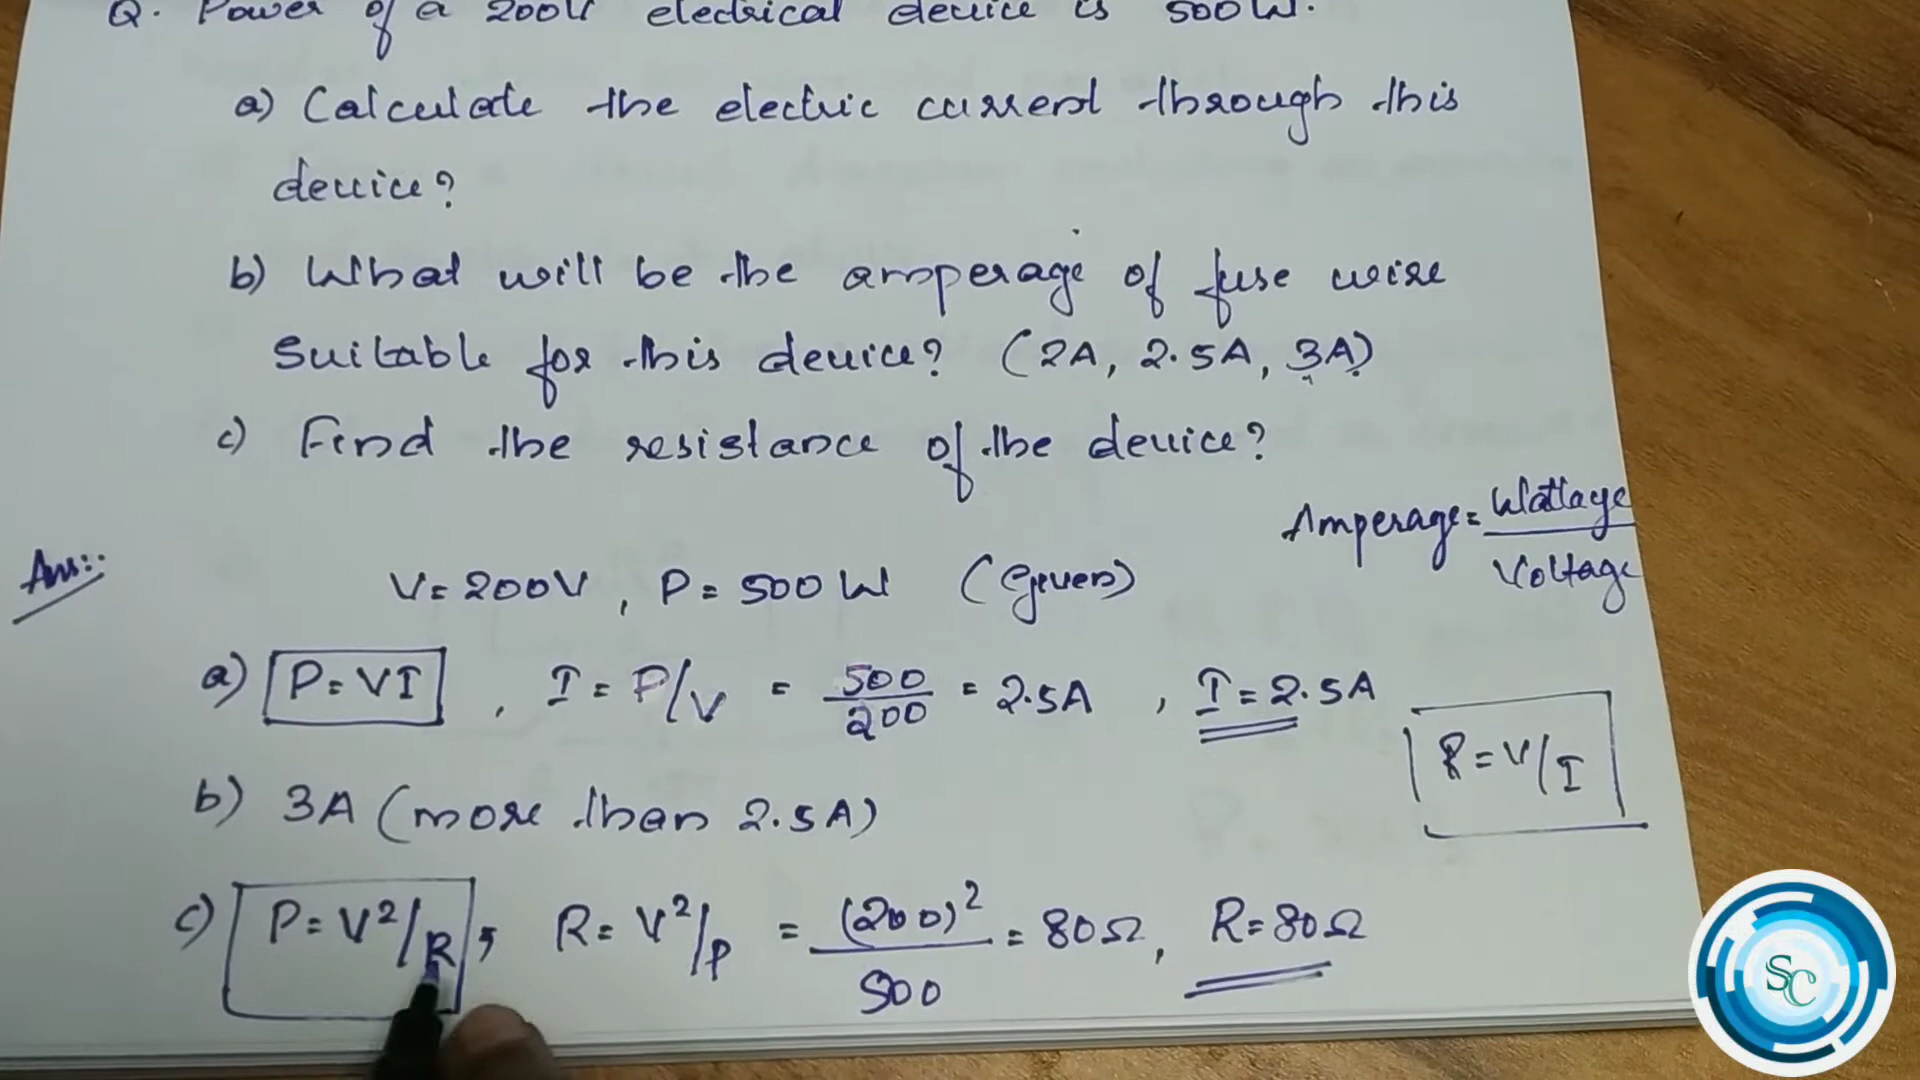 Q. Power of a 200V electrical device is 500W.
a) Calculate the electric current through this
device?
b) What will be the amperage of fuse wire
Suitable for this device? (2A, 2.5A, 3A)
c) Find the resistance of the device?
Amperage = Wattage / Voltage
Ans::
V = 200V, P = 500W (Given)
a) P = VI, I = P/V = 500/200 = 2.5A, I = 2.5A
R = V/I
b) 3A (more than 2.5A)
c) P = V²/R, R = V²/P = (200)²/500 = 80Ω, R = 80Ω
SC